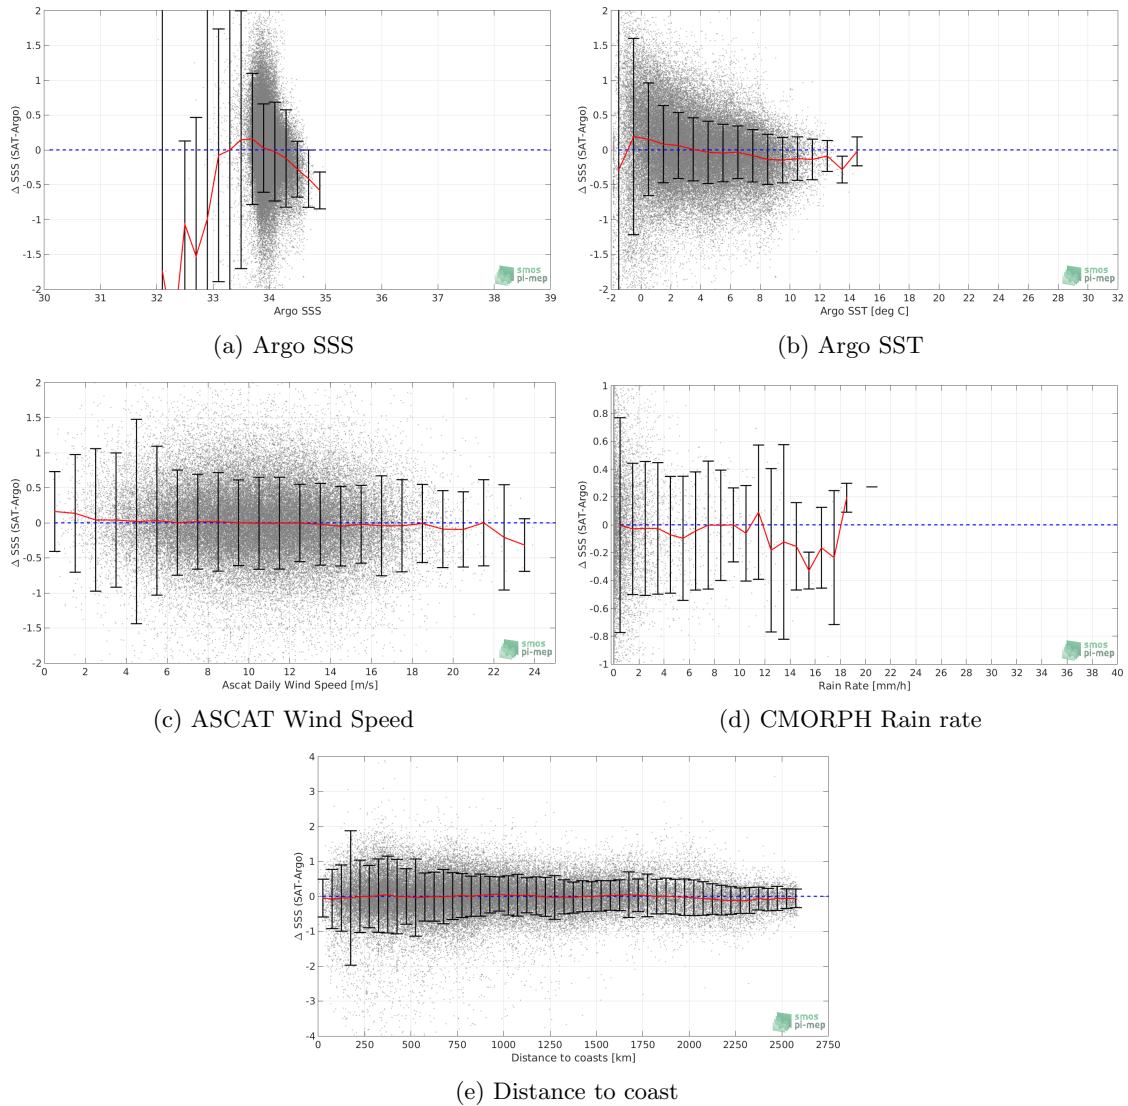 2
1.5
1
0.5
0
-0.5
-1
-1.5
-2
Δ SSS (SAT-Argo)
30 31 32 33 34 35 36 37 38 39
Argo SSS
smos
pi-mep
(a) Argo SSS
2
1.5
1
0.5
0
-0.5
-1
-1.5
-2
Δ SSS (SAT-Argo)
-2 0 2 4 6 8 10 12 14 16 18 20 22 24 26 28 30 32
Argo SST [deg C]
smos
pi-mep
(b) Argo SST
2
1.5
1
0.5
0
-0.5
-1
-1.5
-2
Δ SSS (SAT-Argo)
0 2 4 6 8 10 12 14 16 18 20 22 24
Ascat Daily Wind Speed [m/s]
smos
pi-mep
(c) ASCAT Wind Speed
1
0.8
0.6
0.4
0.2
0
-0.2
-0.4
-0.6
-0.8
-1
Δ SSS (SAT-Argo)
0 2 4 6 8 10 12 14 16 18 20 22 24 26 28 30 32 34 36 38 40
Rain Rate [mm/h]
smos
pi-mep
(d) CMORPH Rain rate
4
3
2
1
0
-1
-2
-3
-4
Δ SSS (SAT-Argo)
0 250 500 750 1000 1250 1500 1750 2000 2250 2500 2750
Distance to coasts [km]
smos
pi-mep
(e) Distance to coast